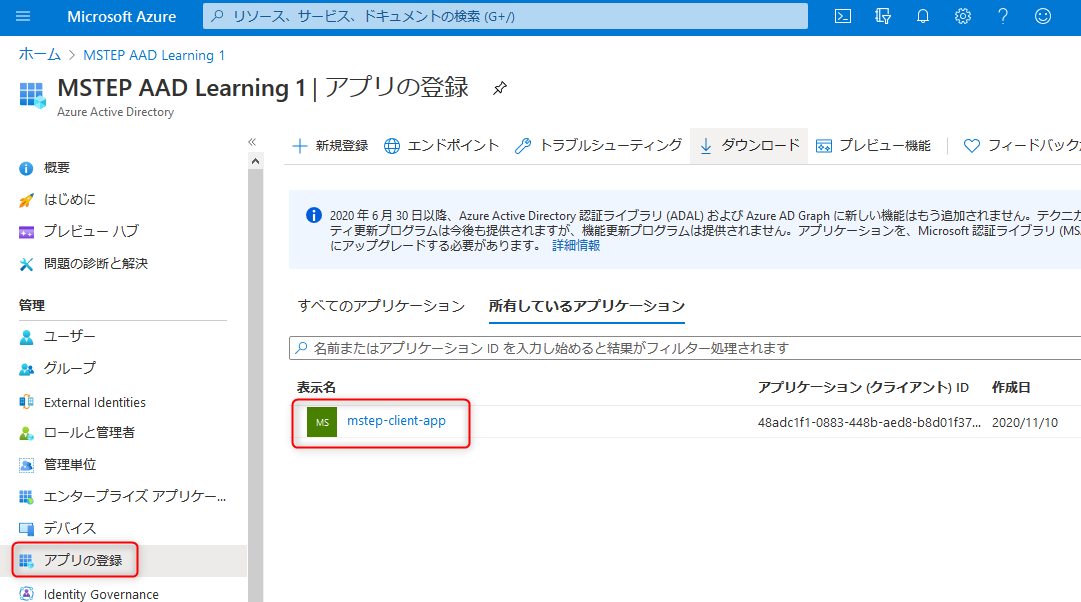 Microsoft Azure
リソース、サービス、ドキュメントの検索 (G+/)
ホーム > MSTEP AAD Learning 1
MSTEP AAD Learning 1 | アプリの登録
Azure Active Directory
«
概要
はじめに
プレビュー ハブ
問題の診断と解決
管理
ユーザー
グループ
External Identities
ロールと管理者
管理単位
エンタープライズ アプリケー...
デバイス
アプリの登録
Identity Governance
新規登録 エンドポイント トラブルシューティング ダウンロード プレビュー機能 フィードバック
2020 年 6 月 30 日以降、Azure Active Directory 認証ライブラリ (ADAL) および Azure AD Graph に新しい機能はもう追加されません。テクニカ
ティ更新プログラムは今後も提供されますが、機能更新プログラムは提供されません。アプリケーションを、Microsoft 認証ライブラリ (MS
にアップグレードする必要があります。 詳細情報
すべてのアプリケーション 所有しているアプリケーション
名前またはアプリケーション ID を入力し始めると結果がフィルター処理されます
表示名 アプリケーション (クライアント) ID 作成日
MS mstep-client-app 48adc1f1-0883-448b-aed8-b8d01f37... 2020/11/10